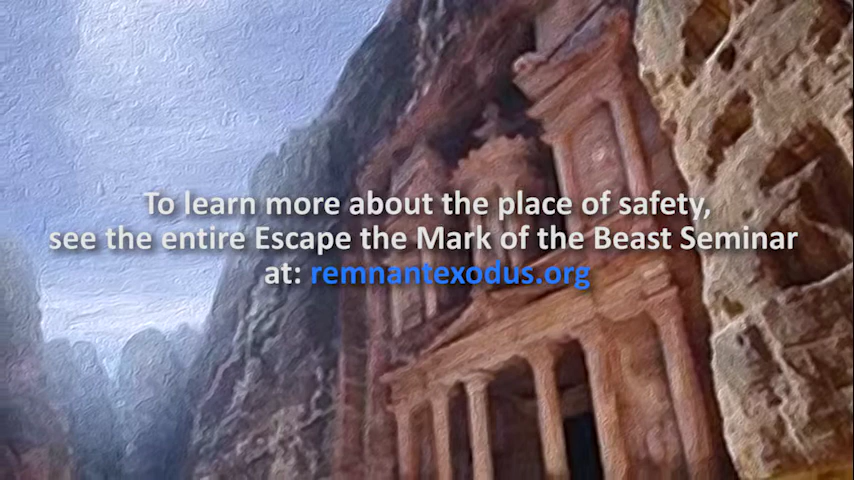 To learn more about the place of safety,
see the entire Escape the Mark of the Beast Seminar
at: remnantexodus.org